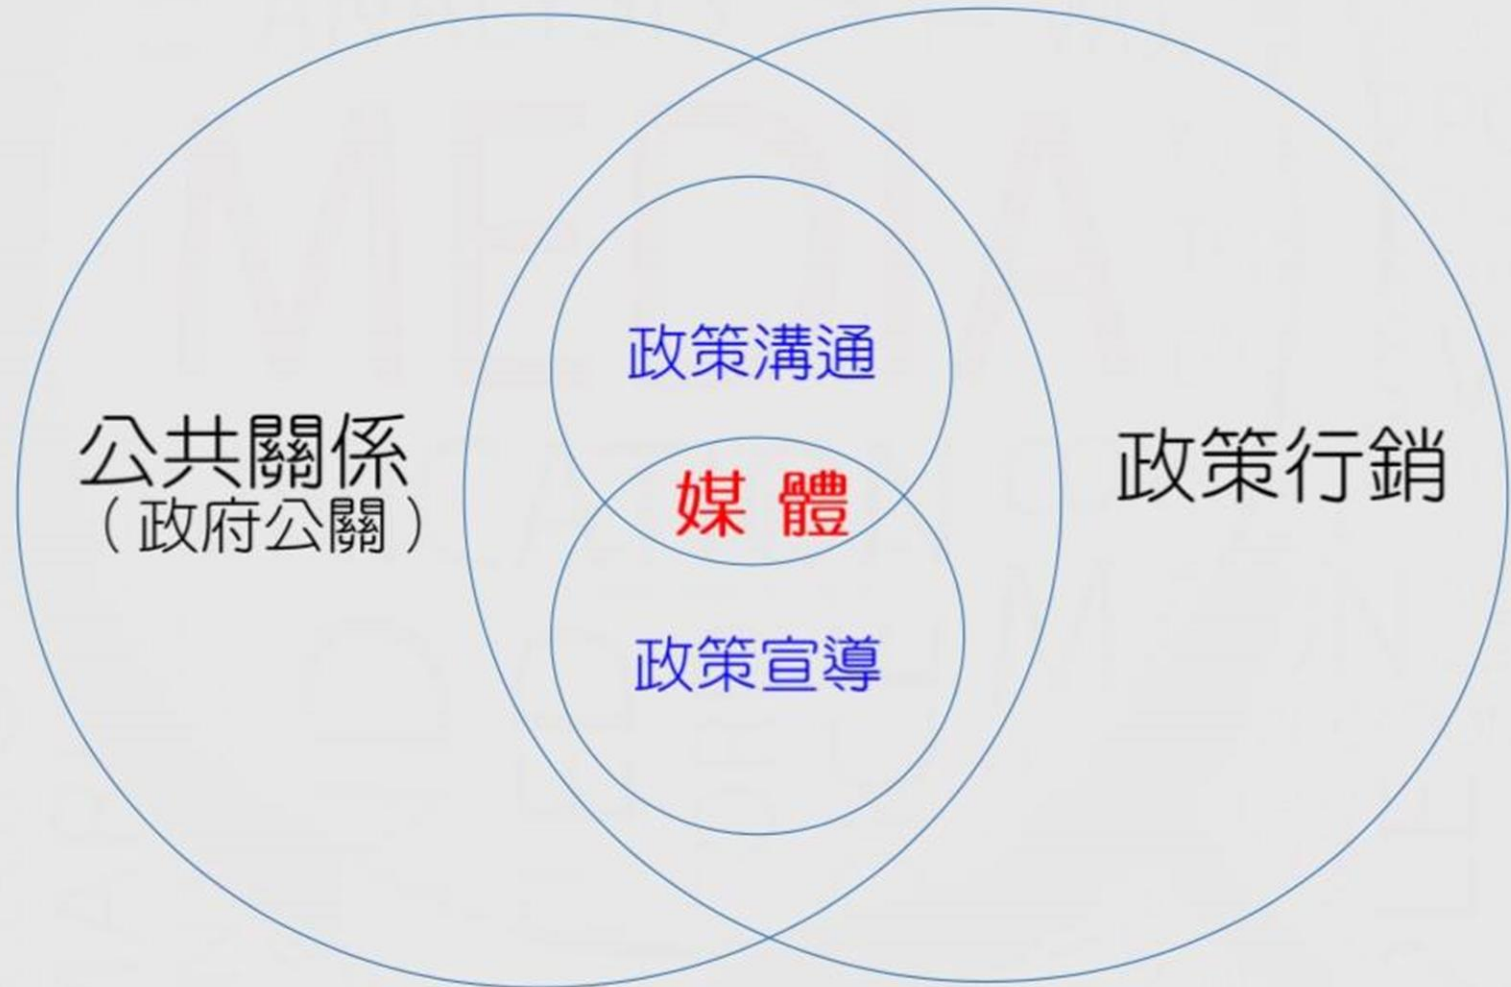 政策溝通
公共關係
（政府公關）
媒 體
政策行銷
政策宣導